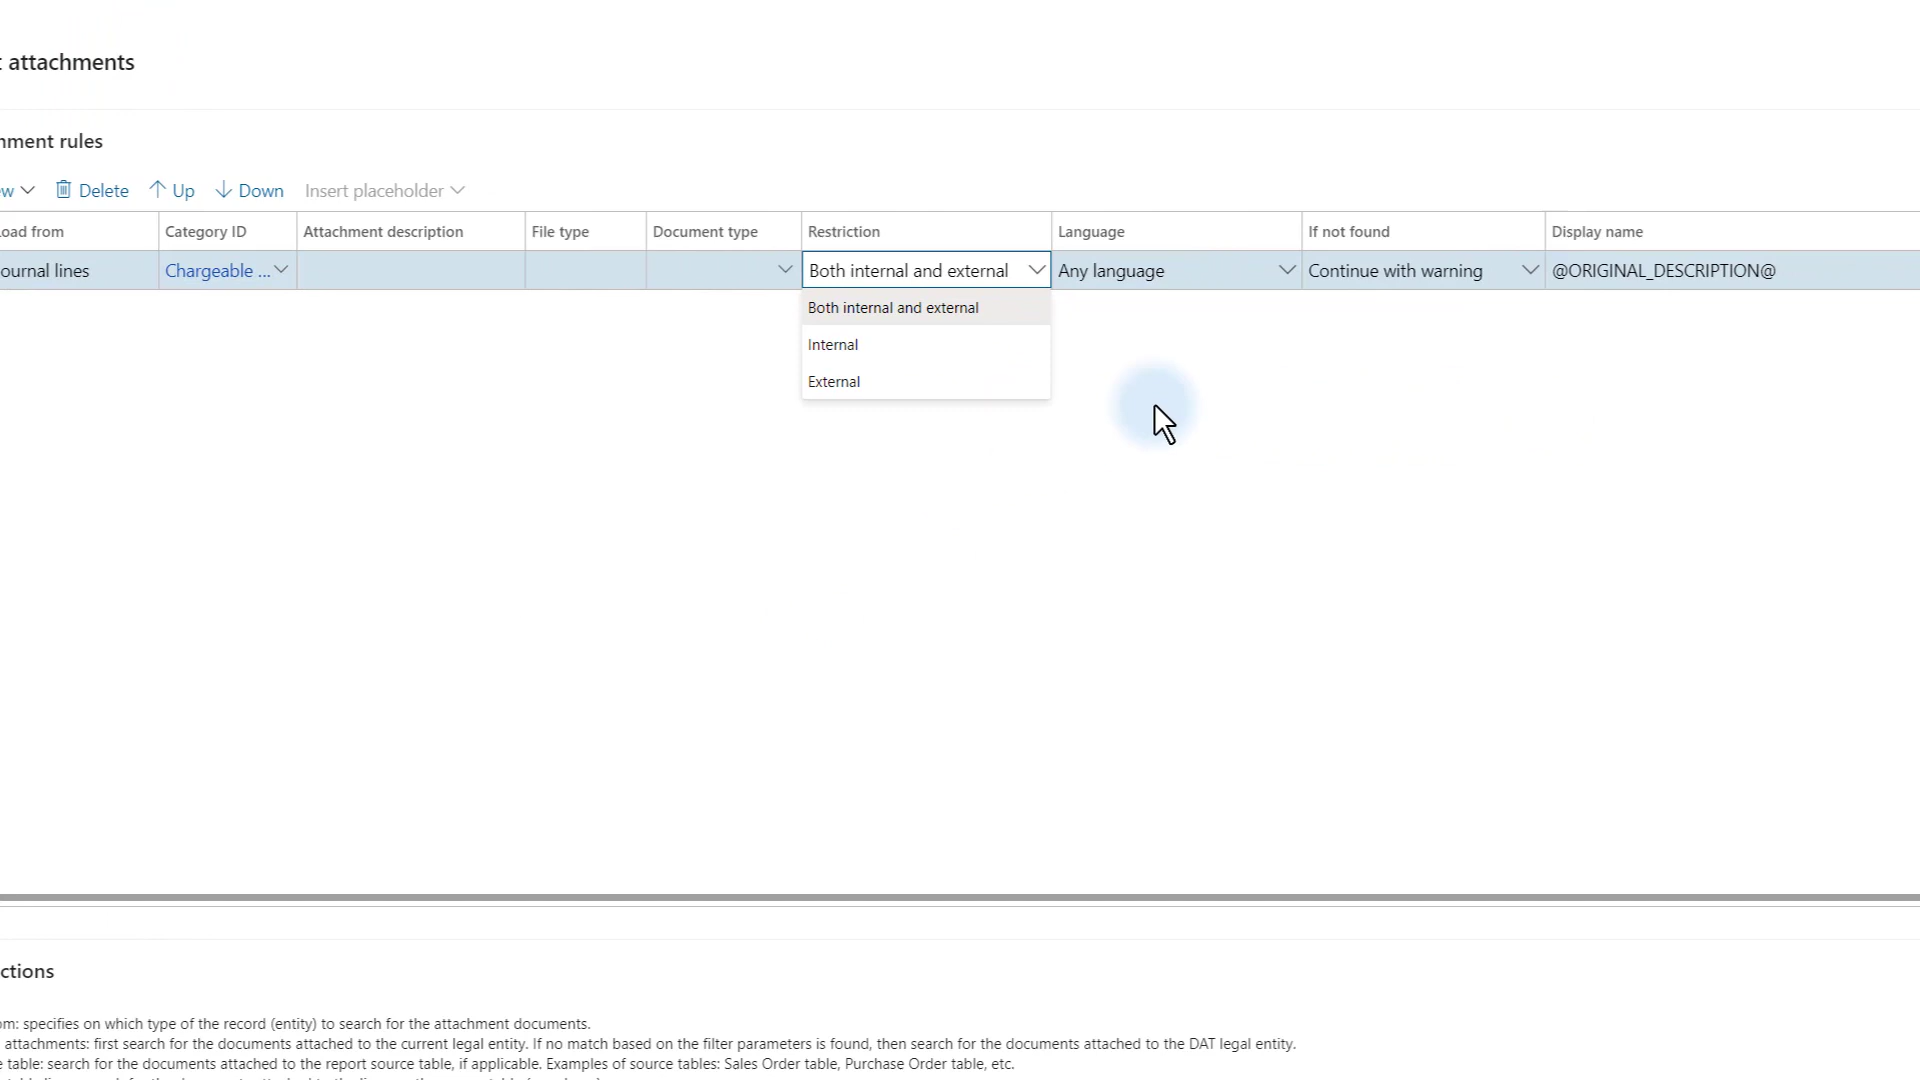 attachments
nment rules
w Delete Up Down Insert placeholder
oad from Category ID Attachment description File type Document type Restriction Language If not found Display name
ournal lines Chargeable ... Both internal and external Any language Continue with warning @ORIGINAL_DESCRIPTION@
Both internal and external
Internal
External
ctions
om: specifies on which type of the record (entity) to search for the attachment documents.
attachments: first search for the documents attached to the current legal entity. If no match based on the filter parameters is found, then search for the documents attached to the DAT legal entity.
e table: search for the documents attached to the report source table, if applicable. Examples of source tables: Sales Order table, Purchase Order table, etc.